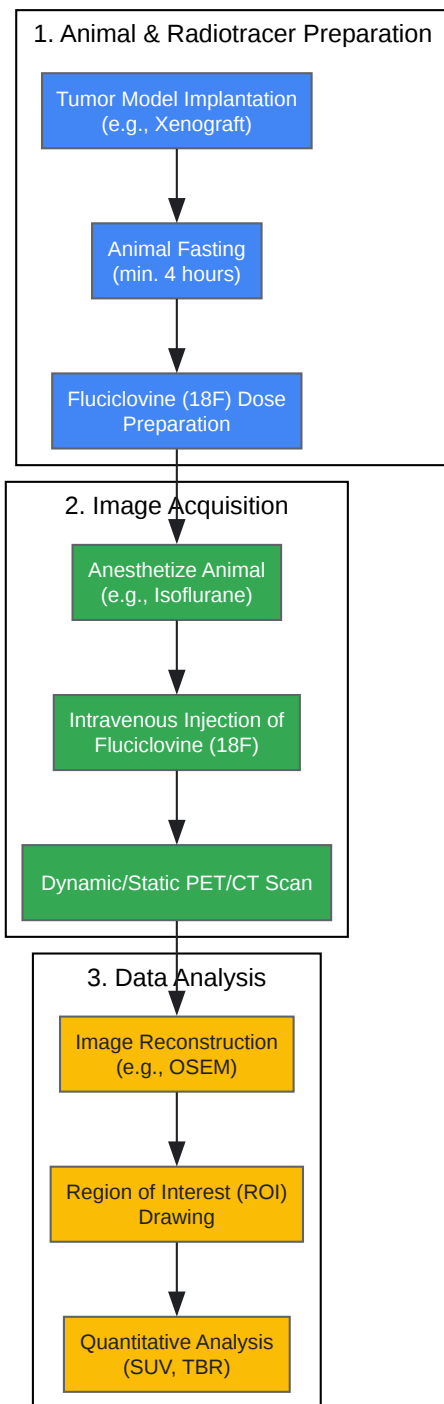 1. Animal & Radiotracer Preparation
Tumor Model Implantation
(e.g., Xenograft)
Animal Fasting
(min. 4 hours)
Fluciclovine (18F) Dose
Preparation
2. Image Acquisition
Anesthetize Animal
(e.g., Isoflurane)
Intravenous Injection of
Fluciclovine (18F)
Dynamic/Static PET/CT Scan
3. Data Analysis
Image Reconstruction
(e.g., OSEM)
Region of Interest (ROI)
Drawing
Quantitative Analysis
(SUV, TBR)